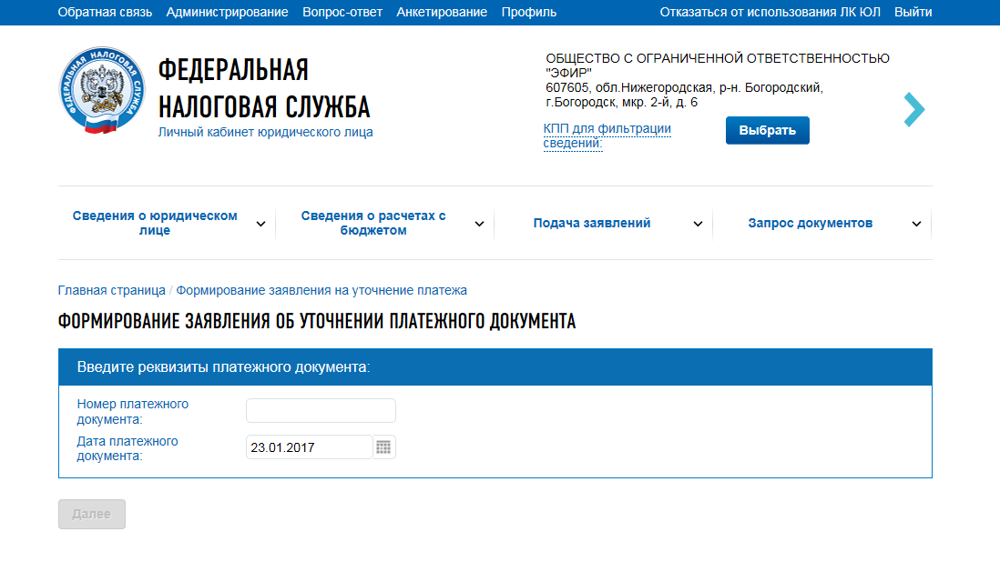 Обратная связь Администрирование Вопрос-ответ Анкетирование Профиль Отказаться от использования ЛК ЮЛ Выйти
ФЕДЕРАЛЬНАЯ НАЛОГОВАЯ СЛУЖБА
ФЕДЕРАЛЬНАЯ
НАЛОГОВАЯ СЛУЖБА
Личный кабинет юридического лица
ОБЩЕСТВО С ОГРАНИЧЕННОЙ ОТВЕТСТВЕННОСТЬЮ
"ЭФИР"
607605, обл.Нижегородская, р-н. Богородский,
г.Богородск, мкр. 2-й, д. 6
КПП для фильтрации
сведений:
Выбрать
Сведения о юридическом
лице
Сведения о расчетах с
бюджетом
Подача заявлений
Запрос документов
Главная страница / Формирование заявления на уточнение платежа
ФОРМИРОВАНИЕ ЗАЯВЛЕНИЯ ОБ УТОЧНЕНИИ ПЛАТЕЖНОГО ДОКУМЕНТА
Введите реквизиты платежного документа:
Номер платежного
документа:
Дата платежного
документа:
23.01.2017
Далее